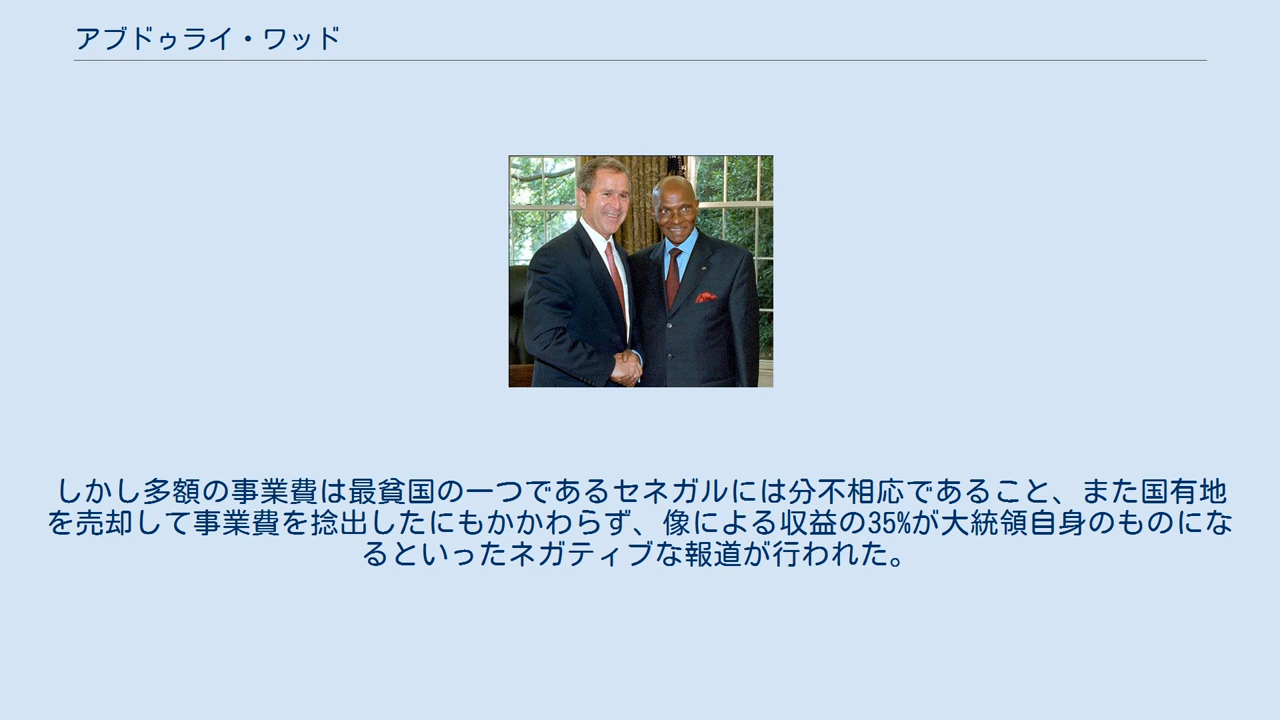 アブドゥライ・ワッド
しかし多額の事業費は最貧国の一つであるセネガルには分不相応であること、また国有地
を売却して事業費を捻出したにもかかわらず、像による収益の35%が大統領自身のものにな
るといったネガティブな報道が行われた。